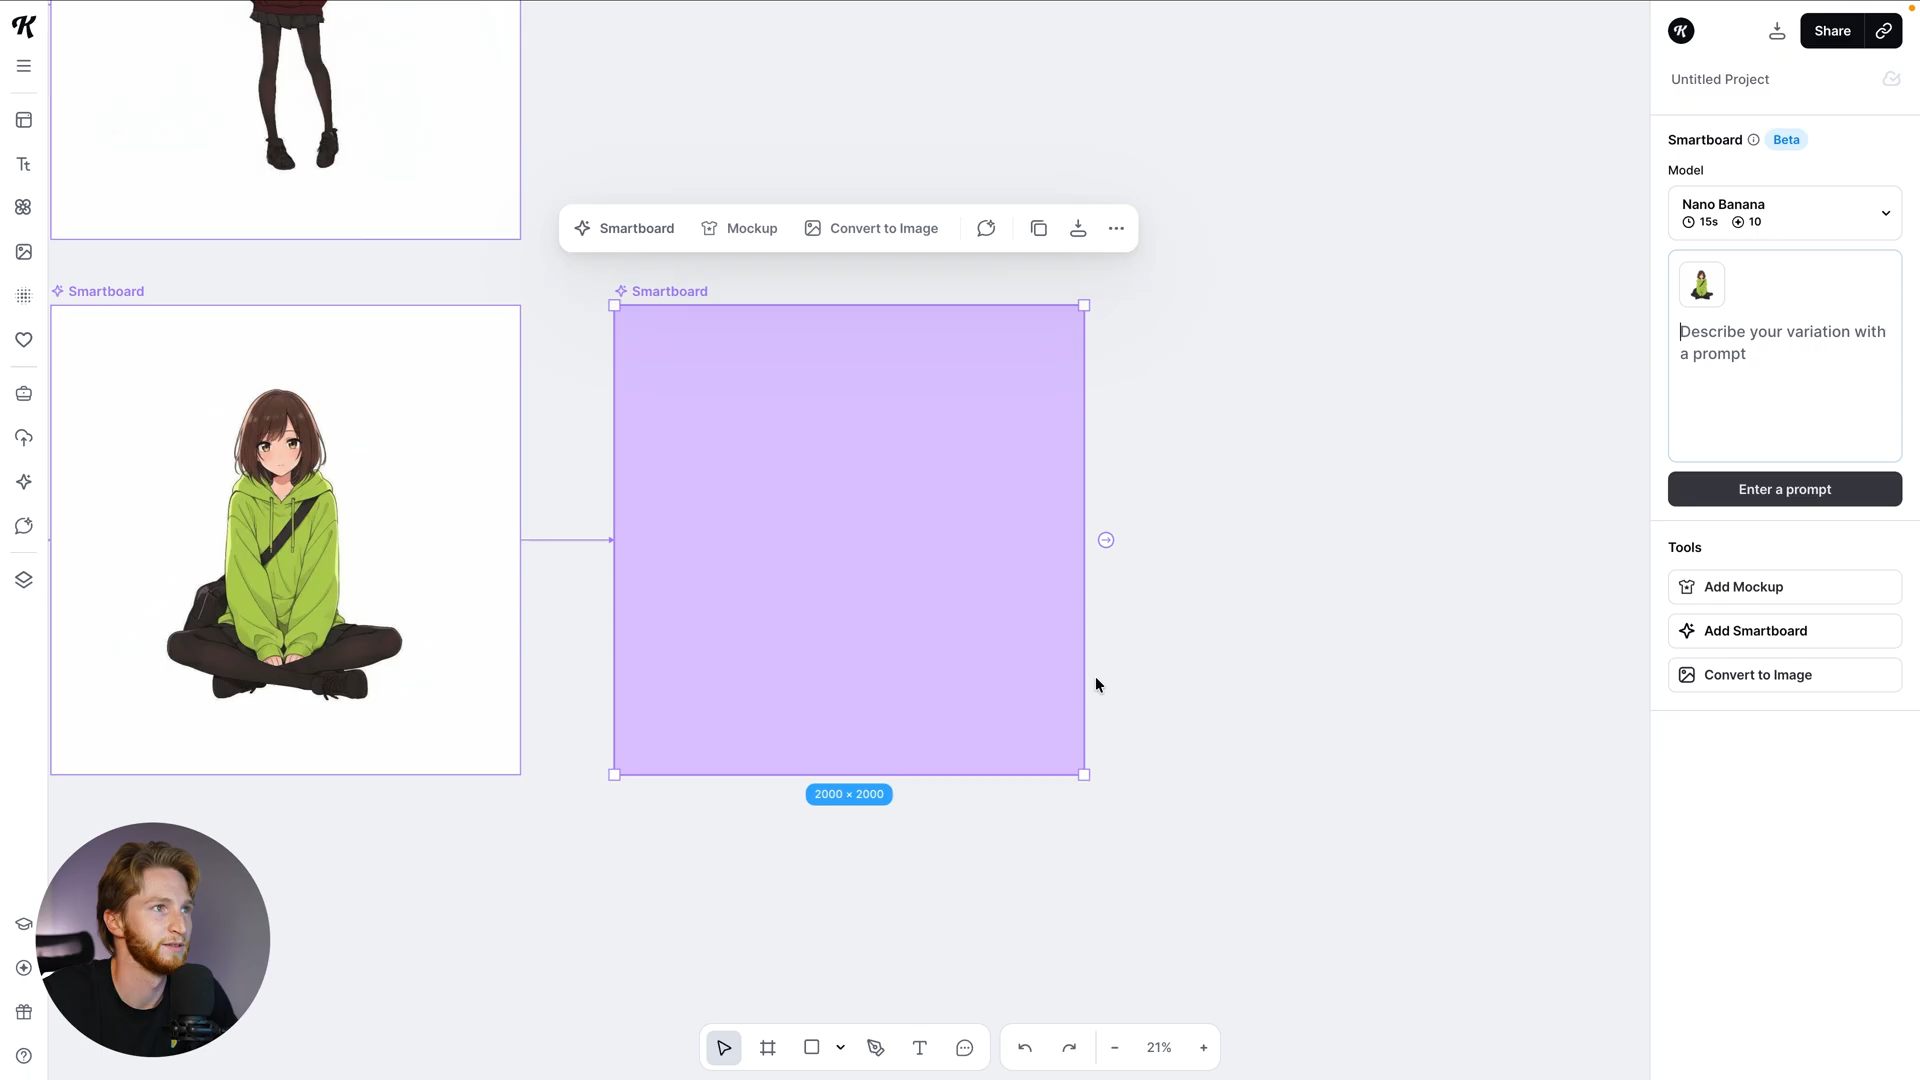 Share
Untitled Project
Smartboard Beta
Model
Nano Banana
15s 10
Describe your variation with
a prompt
Enter a prompt
Tools
Add Mockup
Add Smartboard
Convert to Image
Smartboard Mockup Convert to Image
Smartboard
Smartboard
2000 × 2000
21%